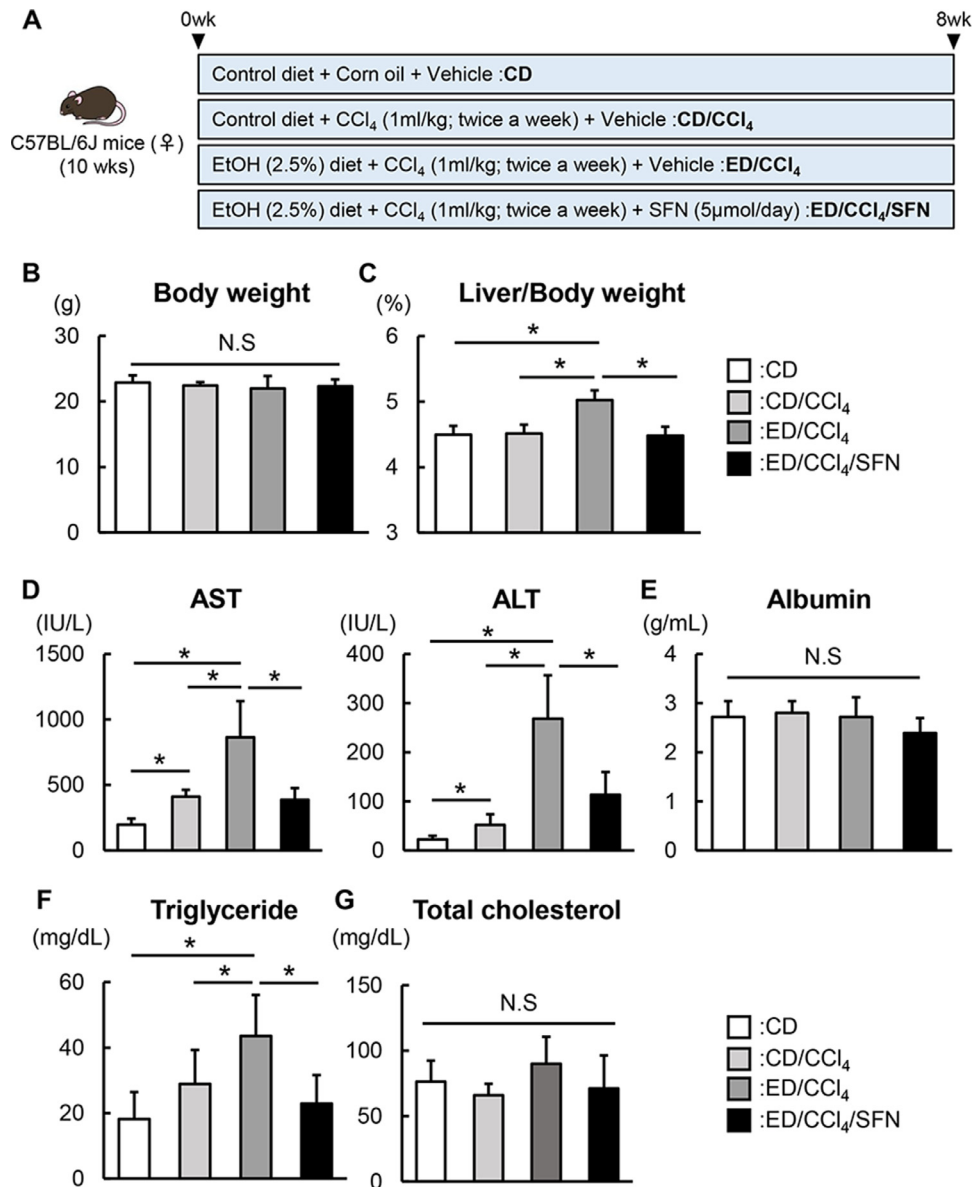 A
0wk
8wk
Control diet + Corn oil + Vehicle :CD
Control diet + CCl4 (1ml/kg; twice a week) + Vehicle :CD/CCl4
EtOH (2.5%) diet + CCl4 (1ml/kg; twice a week) + Vehicle :ED/CCl4
EtOH (2.5%) diet + CCl4 (1ml/kg; twice a week) + SFN (5μmol/day) :ED/CCl4/SFN
C57BL/6J mice (♀)
(10 wks)
B
Body weight
(g)
30
20
10
0
N.S
C
Liver/Body weight
(%)
6
5
4
3
*
*
*
:CD
:CD/CCl4
:ED/CCl4
:ED/CCl4/SFN
D
AST
(IU/L)
1500
1000
500
0
*
*
*
*
ALT
(IU/L)
400
300
200
100
0
*
*
*
*
E
Albumin
(g/mL)
4
3
2
1
0
N.S
F
Triglyceride
(mg/dL)
60
40
20
0
*
*
*
G
Total cholesterol
(mg/dL)
150
100
50
0
N.S
:CD
:CD/CCl4
:ED/CCl4
:ED/CCl4/SFN